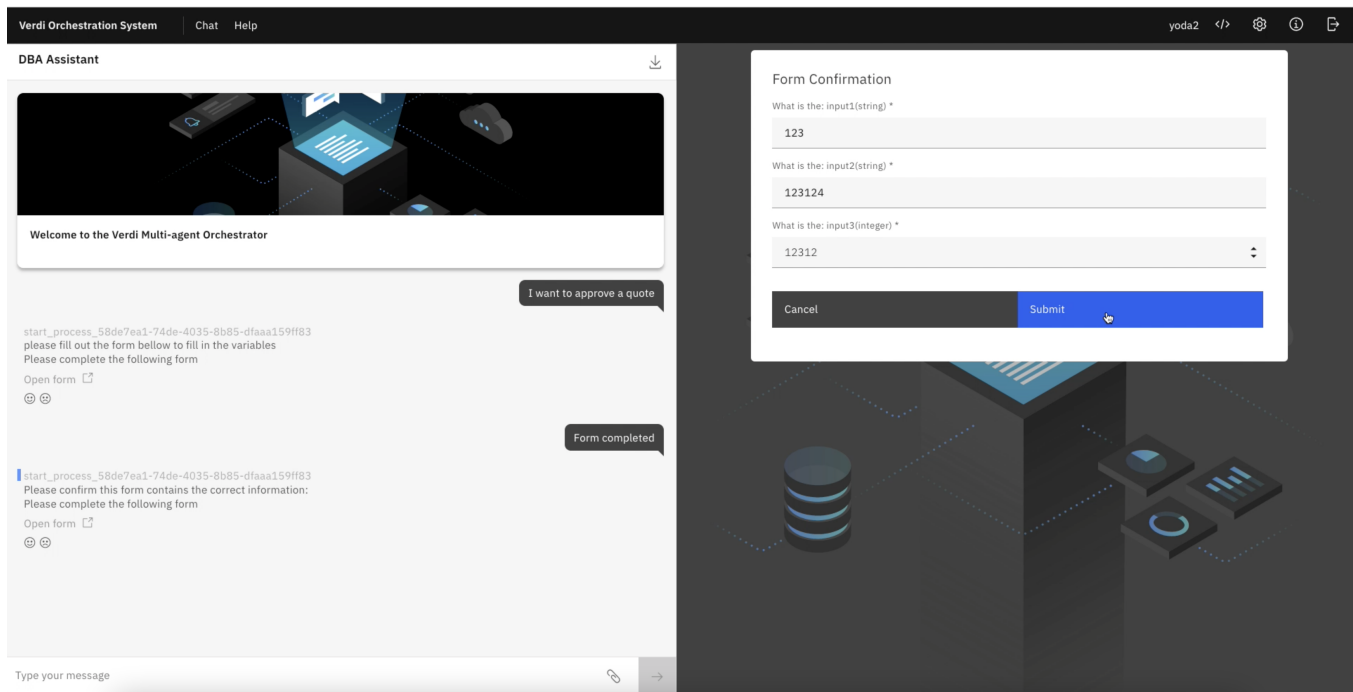 Verdi Orchestration System Chat Help yoda2
DBA Assistant
Welcome to the Verdi Multi-agent Orchestrator
I want to approve a quote
start_process_58de7ea1-74de-4035-8b85-dfaaa159ff83
please fill out the form bellow to fill in the variables
Please complete the following form
Open form
Form completed
start_process_58de7ea1-74de-4035-8b85-dfaaa159ff83
Please confirm this form contains the correct information:
Please complete the following form
Open form
Type your message
Form Confirmation
What is the: input1(string) *
123
What is the: input2(string) *
123124
What is the: input3(integer) *
12312
Cancel Submit